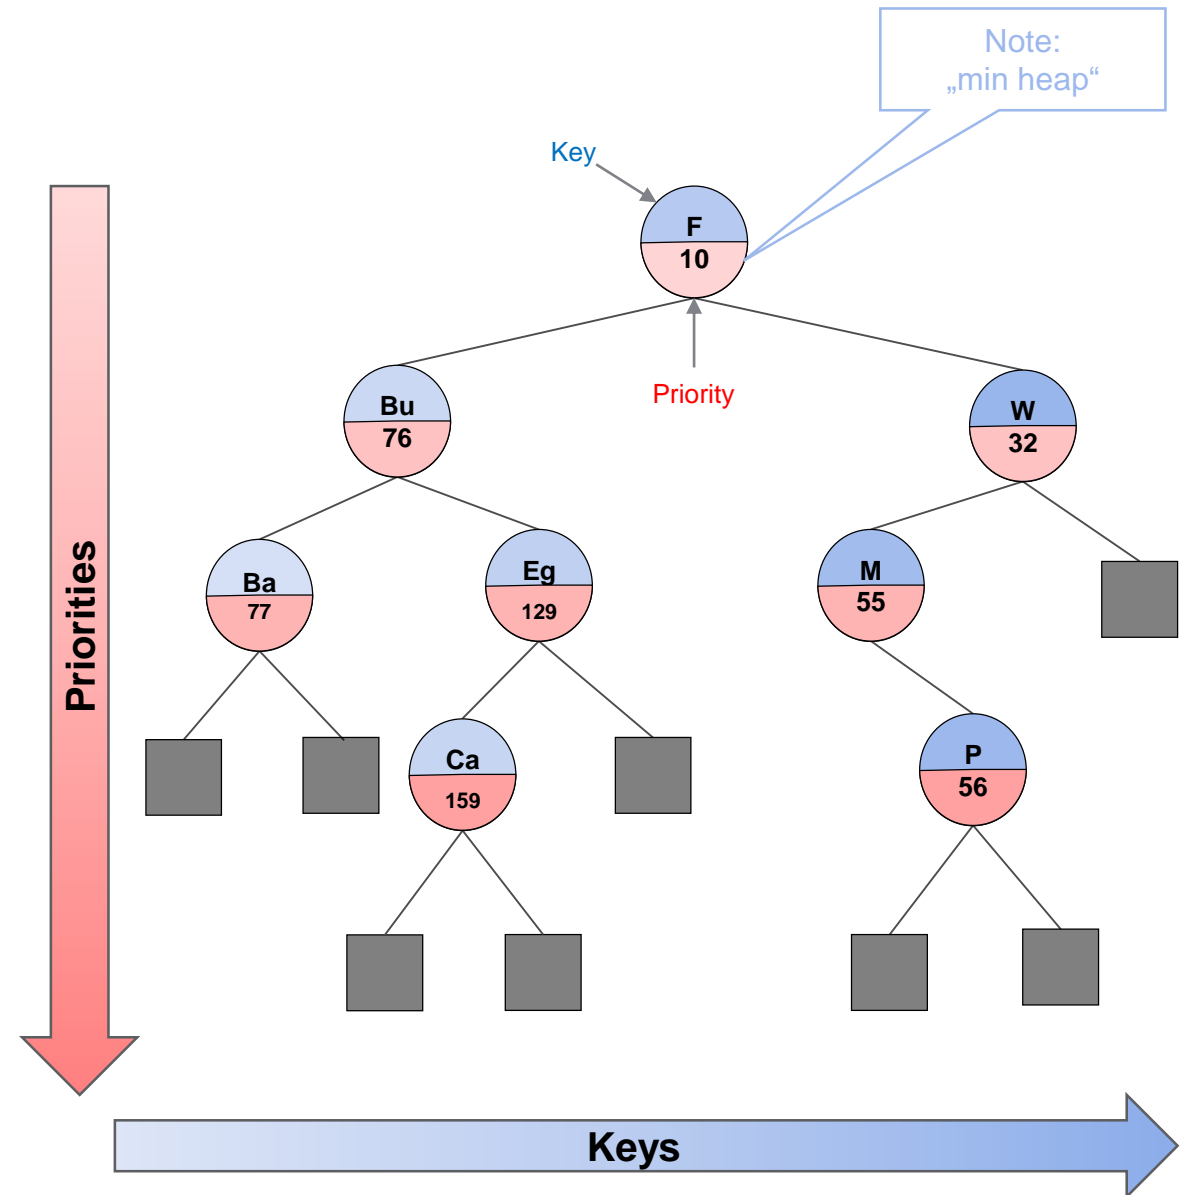 Note:
„min heap“
Key
F
10
Priority
Bu
76
W
32
Ba
77
Eg
129
M
55
Ca
159
P
56
Priorities
Keys